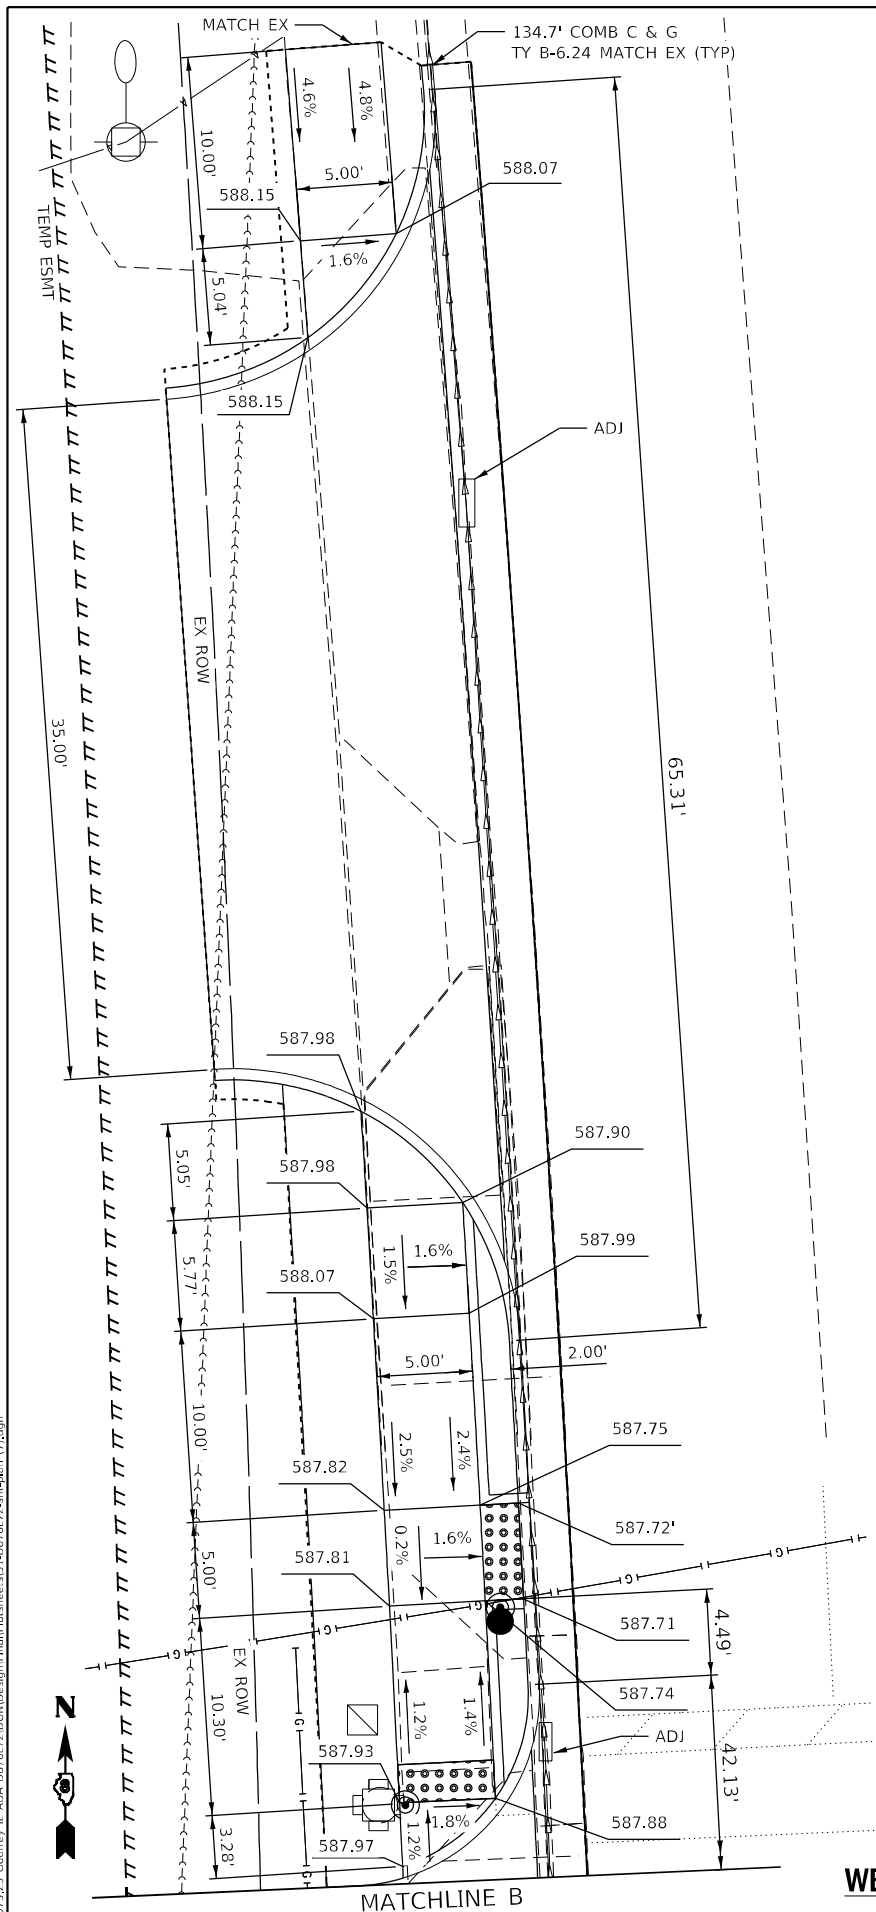 MATCH EX
134.7' COMB C & G
TY B-6.24 MATCH EX (TYP)
4.6%
4.8%
10.00'
5.00'
588.15
588.07
TEMP ESMT
1.6%
5.04'
588.15
ADJ
EX ROW
35.00'
65.31'
587.98
587.90
5.05'
587.98
587.99
1.5%
1.6%
5.77'
588.07
5.00'
2.00'
10.00'
587.75
2.5%
2.4%
587.82
587.72'
0.2%
1.6%
5.00'
587.81
G
G
G
G
G
587.71
4.49'
EX ROW
587.74
10.30'
1.2%
1.4%
G
N
ADJ
587.93
42.13'
1.8%
587.88
3.28'
587.97
1.2%
G
MATCHLINE B
WE